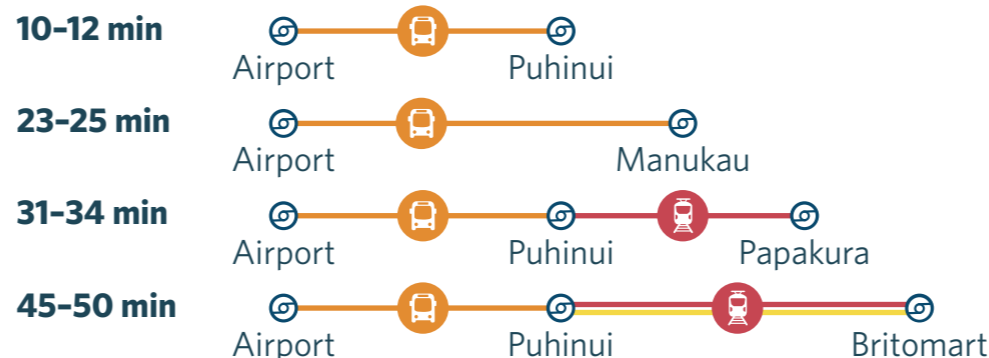 10–12 min
Airport Puhinui
23–25 min
Airport Manukau
31–34 min
Airport Puhinui Papakura
45–50 min
Airport Puhinui Britomart